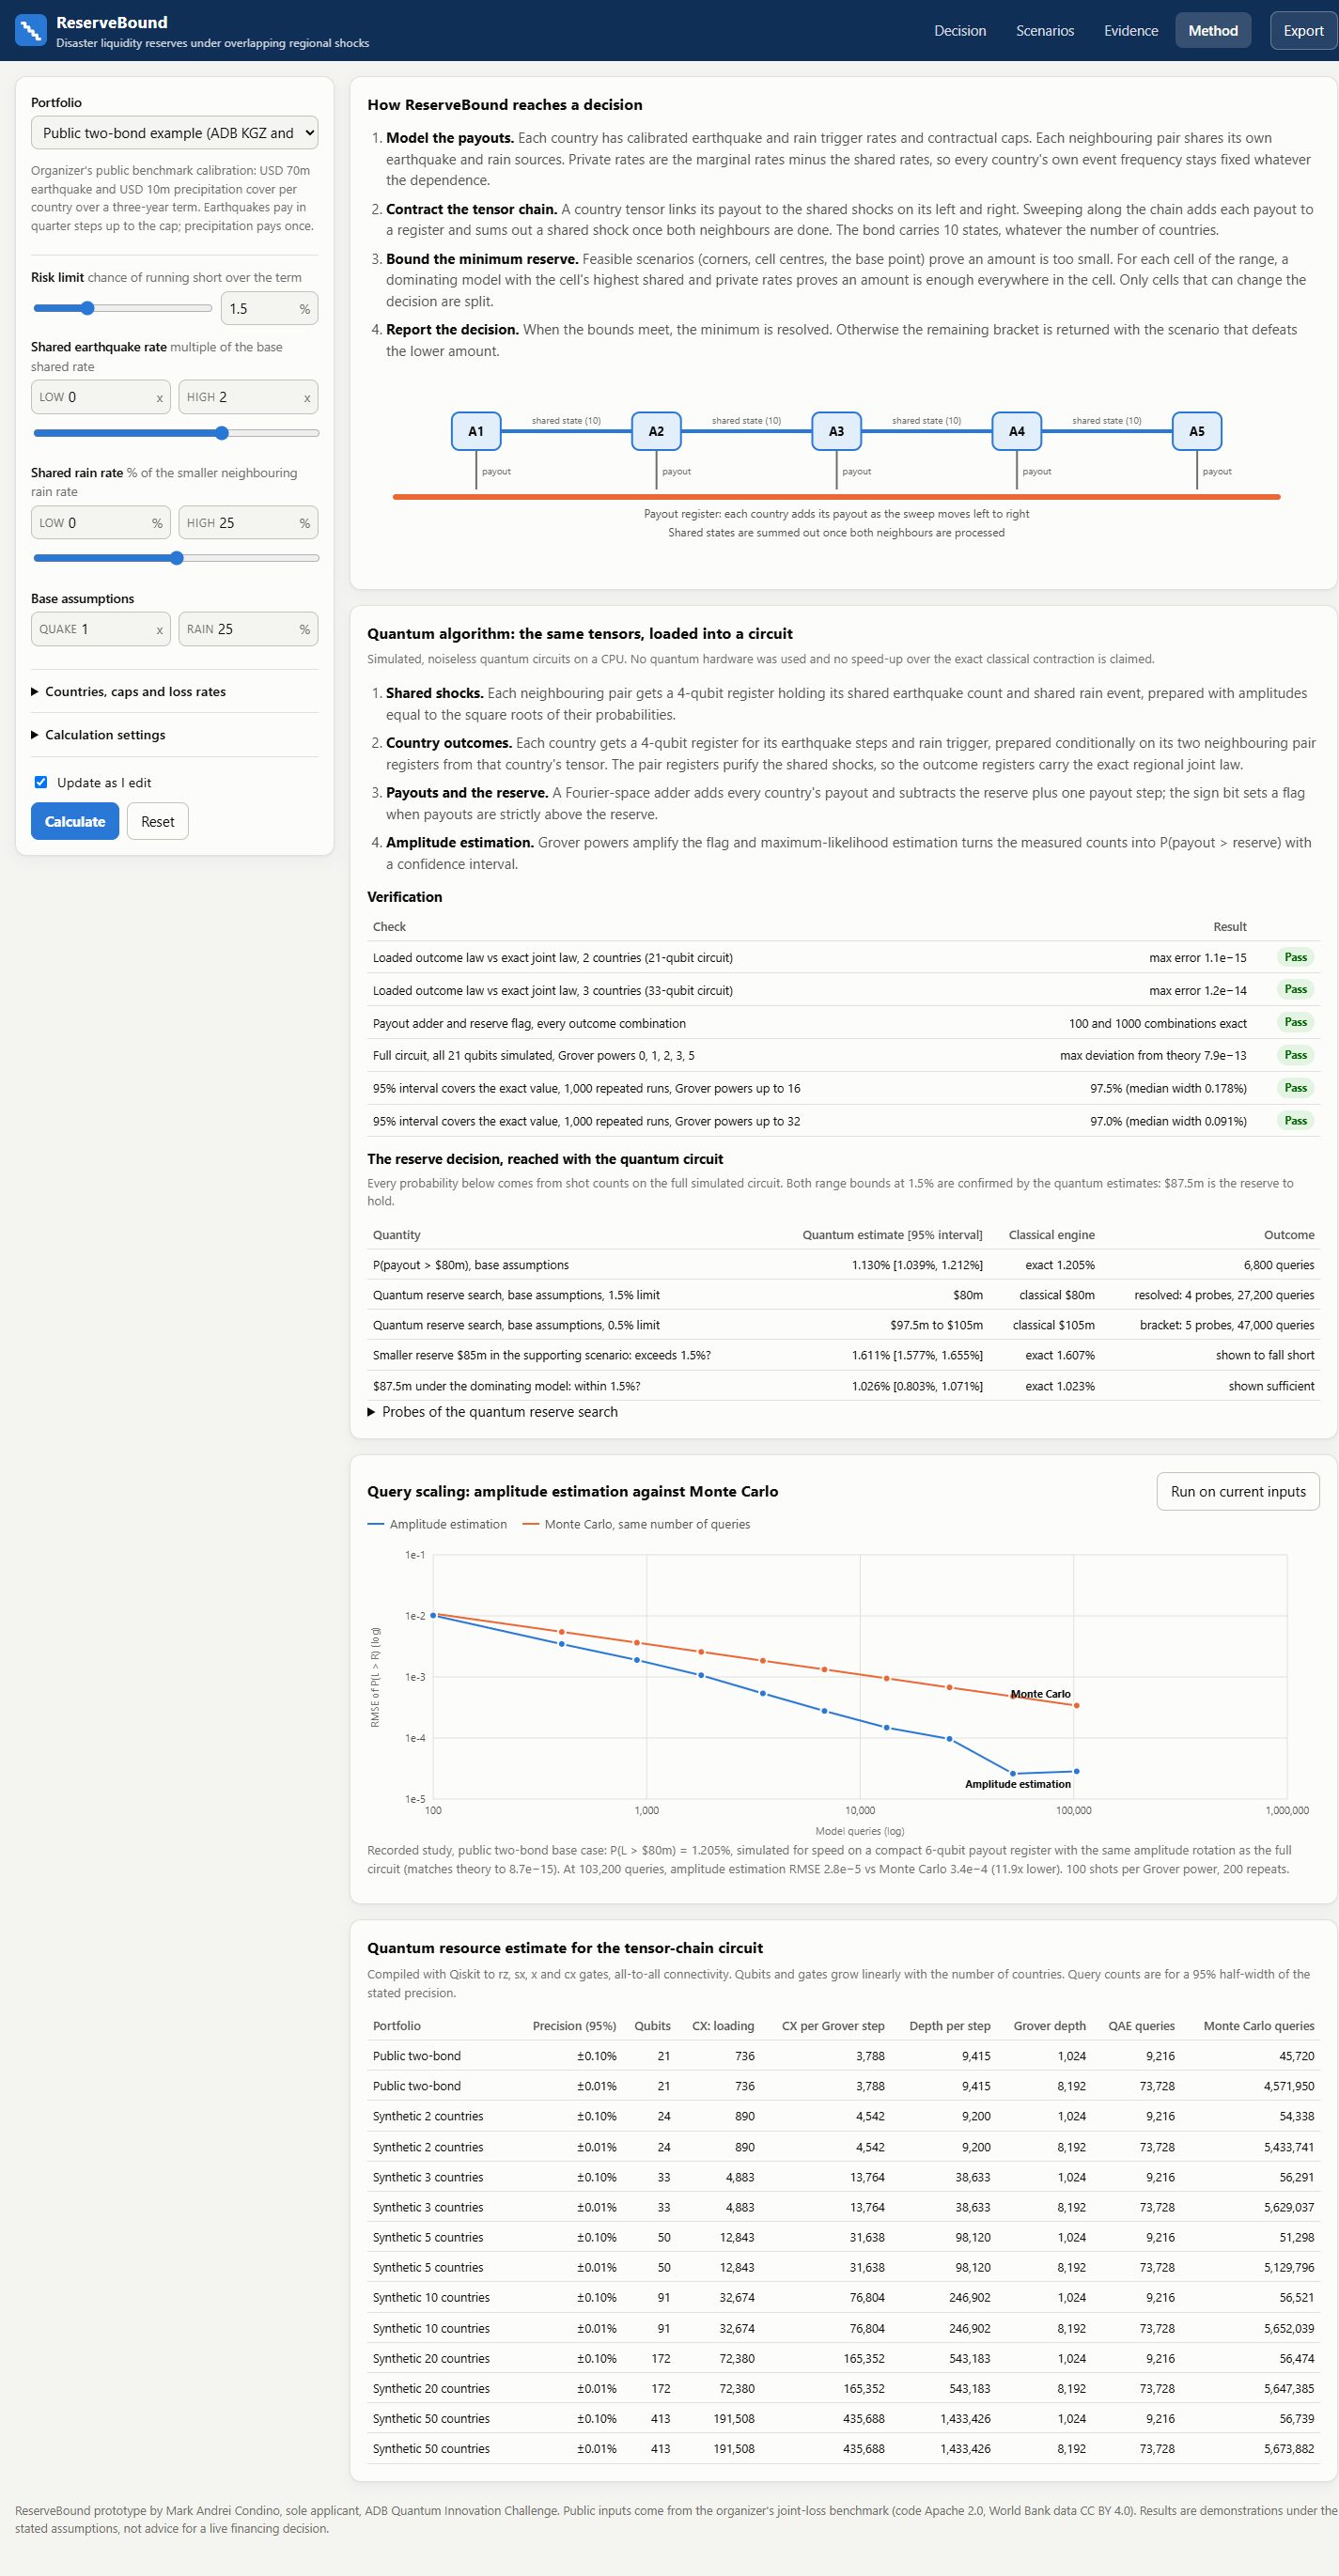 ReserveBound
Disaster liquidity reserves under overlapping regional shocks
Decision Scenarios Evidence Method Export
Portfolio
Public two-bond example (ADB KGZ and
Organizer's public benchmark calibration: USD 70m
earthquake and USD 10m precipitation cover per
country over a three-year term. Earthquakes pay in
quarter steps up to the cap; precipitation pays once.
Risk limit chance of running short over the term
1.5 %
Shared earthquake rate multiple of the base
shared rate
LOW 0 x HIGH 2 x
Shared rain rate % of the smaller neighbouring
rain rate
LOW 0 % HIGH 25 %
Base assumptions
QUAKE 1 x RAIN 25 %
Countries, caps and loss rates
Calculation settings
Update as I edit
Calculate Reset
How ReserveBound reaches a decision
1. Model the payouts. Each country has calibrated earthquake and rain trigger rates and contractual caps. Each neighbouring pair shares its own
earthquake and rain sources. Private rates are the marginal rates minus the shared rates, so every country's own event frequency stays fixed whatever
the dependence.
2. Contract the tensor chain. A country tensor links its payout to the shared shocks on its left and right. Sweeping along the chain adds each payout to
a register and sums out a shared shock once both neighbours are done. The bond carries 10 states, whatever the number of countries.
3. Bound the minimum reserve. Feasible scenarios (corners, cell centres, the base point) prove an amount is too small. For each cell of the range, a
dominating model with the cell's highest shared and private rates proves an amount is enough everywhere in the cell. Only cells that can change the
decision are split.
4. Report the decision. When the bounds meet, the minimum is resolved. Otherwise the remaining bracket is returned with the scenario that defeats
the lower amount.
A1 shared state (10) A2 shared state (10) A3 shared state (10) A4 shared state (10) A5
payout payout payout payout payout
Payout register: each country adds its payout as the sweep moves left to right
Shared states are summed out once both neighbours are processed
Quantum algorithm: the same tensors, loaded into a circuit
Simulated, noiseless quantum circuits on a CPU. No quantum hardware was used and no speed-up over the exact classical contraction is claimed.
1. Shared shocks. Each neighbouring pair gets a 4-qubit register holding its shared earthquake count and shared rain event, prepared with amplitudes
equal to the square roots of their probabilities.
2. Country outcomes. Each country gets a 4-qubit register for its earthquake steps and rain trigger, prepared conditionally on its two neighbouring pair
registers from that country's tensor. The pair registers purify the shared shocks, so the outcome registers carry the exact regional joint law.
3. Payouts and the reserve. A Fourier-space adder adds every country's payout and subtracts the reserve plus one payout step; the sign bit sets a flag
when payouts are strictly above the reserve.
4. Amplitude estimation. Grover powers amplify the flag and maximum-likelihood estimation turns the measured counts into P(payout > reserve) with
a confidence interval.
Verification
Check Result
Loaded outcome law vs exact joint law, 2 countries (21-qubit circuit) max error 1.1e−15 Pass
Loaded outcome law vs exact joint law, 3 countries (33-qubit circuit) max error 1.2e−14 Pass
Payout adder and reserve flag, every outcome combination 100 and 1000 combinations exact Pass
Full circuit, all 21 qubits simulated, Grover powers 0, 1, 2, 3, 5 max deviation from theory 7.9e−13 Pass
95% interval covers the exact value, 1,000 repeated runs, Grover powers up to 16 97.5% (median width 0.178%) Pass
95% interval covers the exact value, 1,000 repeated runs, Grover powers up to 32 97.0% (median width 0.091%) Pass
The reserve decision, reached with the quantum circuit
Every probability below comes from shot counts on the full simulated circuit. Both range bounds at 1.5% are confirmed by the quantum estimates: $87.5m is the reserve to
hold.
Quantity Quantum estimate [95% interval] Classical engine Outcome
P(payout > $80m), base assumptions 1.130% [1.039%, 1.212%] exact 1.205% 6,800 queries
Quantum reserve search, base assumptions, 1.5% limit $80m classical $80m resolved: 4 probes, 27,200 queries
Quantum reserve search, base assumptions, 0.5% limit $97.5m to $105m classical $105m bracket: 5 probes, 47,000 queries
Smaller reserve $85m in the supporting scenario: exceeds 1.5%? 1.611% [1.577%, 1.655%] exact 1.607% shown to fall short
$87.5m under the dominating model: within 1.5%? 1.026% [0.803%, 1.071%] exact 1.023% shown sufficient
Probes of the quantum reserve search
Query scaling: amplitude estimation against Monte Carlo Run on current inputs
Amplitude estimation Monte Carlo, same number of queries
1e-1
1e-2
1e-3
1e-4
1e-5
RMSE of P(L > R) (log)
Monte Carlo
Amplitude estimation
100 1,000 10,000 100,000 1,000,000
Model queries (log)
Recorded study, public two-bond base case: P(L > $80m) = 1.205%, simulated for speed on a compact 6-qubit payout register with the same amplitude rotation as the full
circuit (matches theory to 8.7e−15). At 103,200 queries, amplitude estimation RMSE 2.8e−5 vs Monte Carlo 3.4e−4 (11.9x lower). 100 shots per Grover power, 200 repeats.
Quantum resource estimate for the tensor-chain circuit
Compiled with Qiskit to rz, sx, x and cx gates, all-to-all connectivity. Qubits and gates grow linearly with the number of countries. Query counts are for a 95% half-width of the
stated precision.
Portfolio Precision (95%) Qubits CX: loading CX per Grover step Depth per step Grover depth QAE queries Monte Carlo queries
Public two-bond ±0.10% 21 736 3,788 9,415 1,024 9,216 45,720
Public two-bond ±0.01% 21 736 3,788 9,415 8,192 73,728 4,571,950
Synthetic 2 countries ±0.10% 24 890 4,542 9,200 1,024 9,216 54,338
Synthetic 2 countries ±0.01% 24 890 4,542 9,200 8,192 73,728 5,433,741
Synthetic 3 countries ±0.10% 33 4,883 13,764 38,633 1,024 9,216 56,291
Synthetic 3 countries ±0.01% 33 4,883 13,764 38,633 8,192 73,728 5,629,037
Synthetic 5 countries ±0.10% 50 12,843 31,638 98,120 1,024 9,216 51,298
Synthetic 5 countries ±0.01% 50 12,843 31,638 98,120 8,192 73,728 5,129,796
Synthetic 10 countries ±0.10% 91 32,674 76,804 246,902 1,024 9,216 56,521
Synthetic 10 countries ±0.01% 91 32,674 76,804 246,902 8,192 73,728 5,652,039
Synthetic 20 countries ±0.10% 172 72,380 165,352 543,183 1,024 9,216 56,474
Synthetic 20 countries ±0.01% 172 72,380 165,352 543,183 8,192 73,728 5,647,385
Synthetic 50 countries ±0.10% 413 191,508 435,688 1,433,426 1,024 9,216 56,739
Synthetic 50 countries ±0.01% 413 191,508 435,688 1,433,426 8,192 73,728 5,673,882
ReserveBound prototype by Mark Andrei Condino, sole applicant, ADB Quantum Innovation Challenge. Public inputs come from the organizer's joint-loss benchmark (code Apache 2.0, World Bank data CC BY 4.0). Results are demonstrations under the
stated assumptions, not advice for a live financing decision.